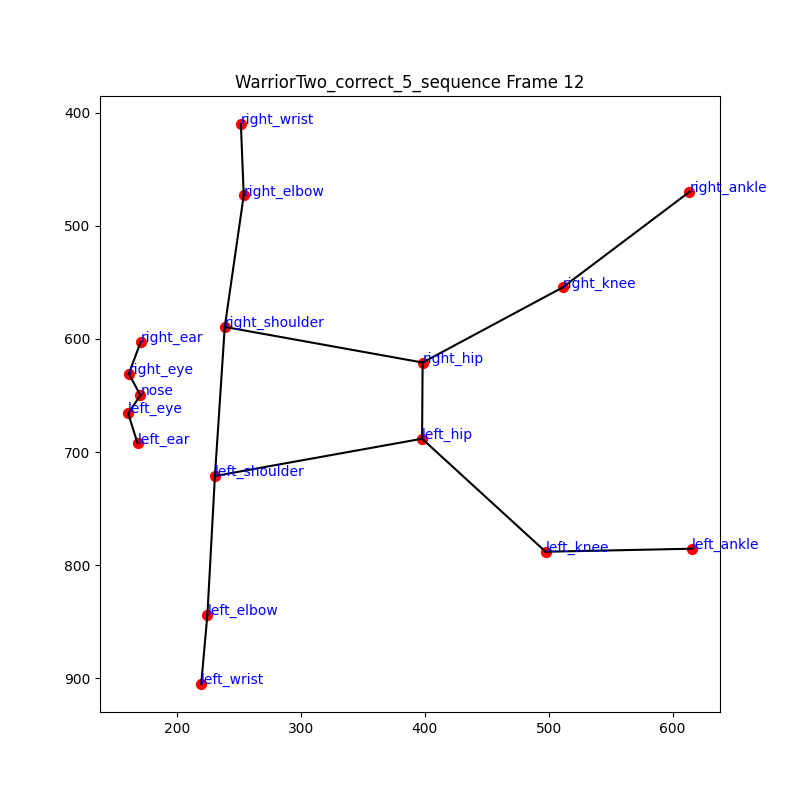 WarriorTwo_correct_5_sequence Frame 12
400
right_wrist
right_ankle
right_elbow
500
right_knee
right_shoulder
600
right_ear
right_hip
right_eye
nose
left_eye
left_hip
left_ear
700
left_shoulder
left_ankle
left_knee
800
left_elbow
left_wrist
900
200 300 400 500 600